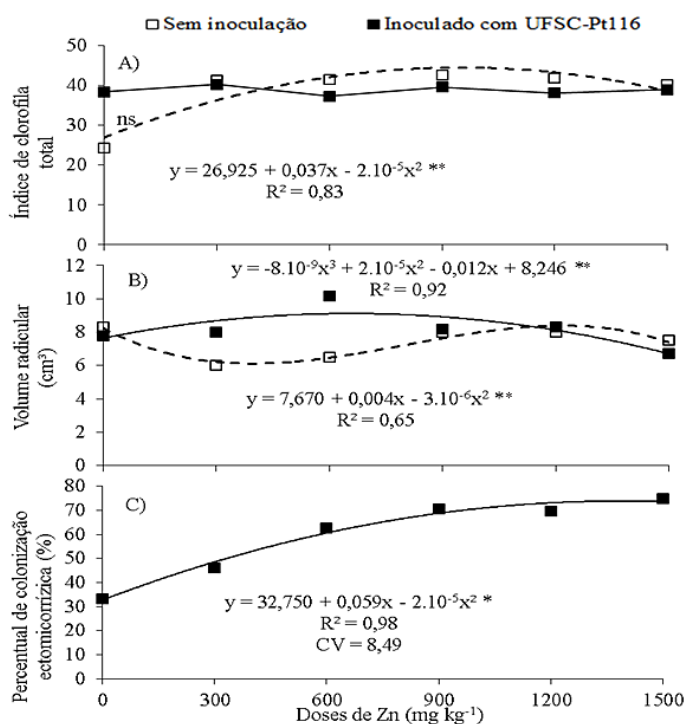 Sem inoculação Inoculado com UFSC-Pt116
50
40
30
20
10
0
A)
ns
Índice de clorofila
total
y = 26,925 + 0,037x - 2.10⁻⁵x² **
R² = 0,83
12
10
8
6
4
2
0
B)
Volume radicular
(cm³)
y = -8.10⁻⁹x³ + 2.10⁻⁵x² - 0,012x + 8,246 **
R² = 0,92
y = 7,670 + 0,004x - 3.10⁻⁶x² **
R² = 0,65
80
70
60
50
40
30
20
10
0
C)
Percentual de colonização
ectomicorrízica (%)
y = 32,750 + 0,059x - 2.10⁻⁵x² *
R² = 0,98
CV = 8,49
0 300 600 900 1200 1500
Doses de Zn (mg kg⁻¹)